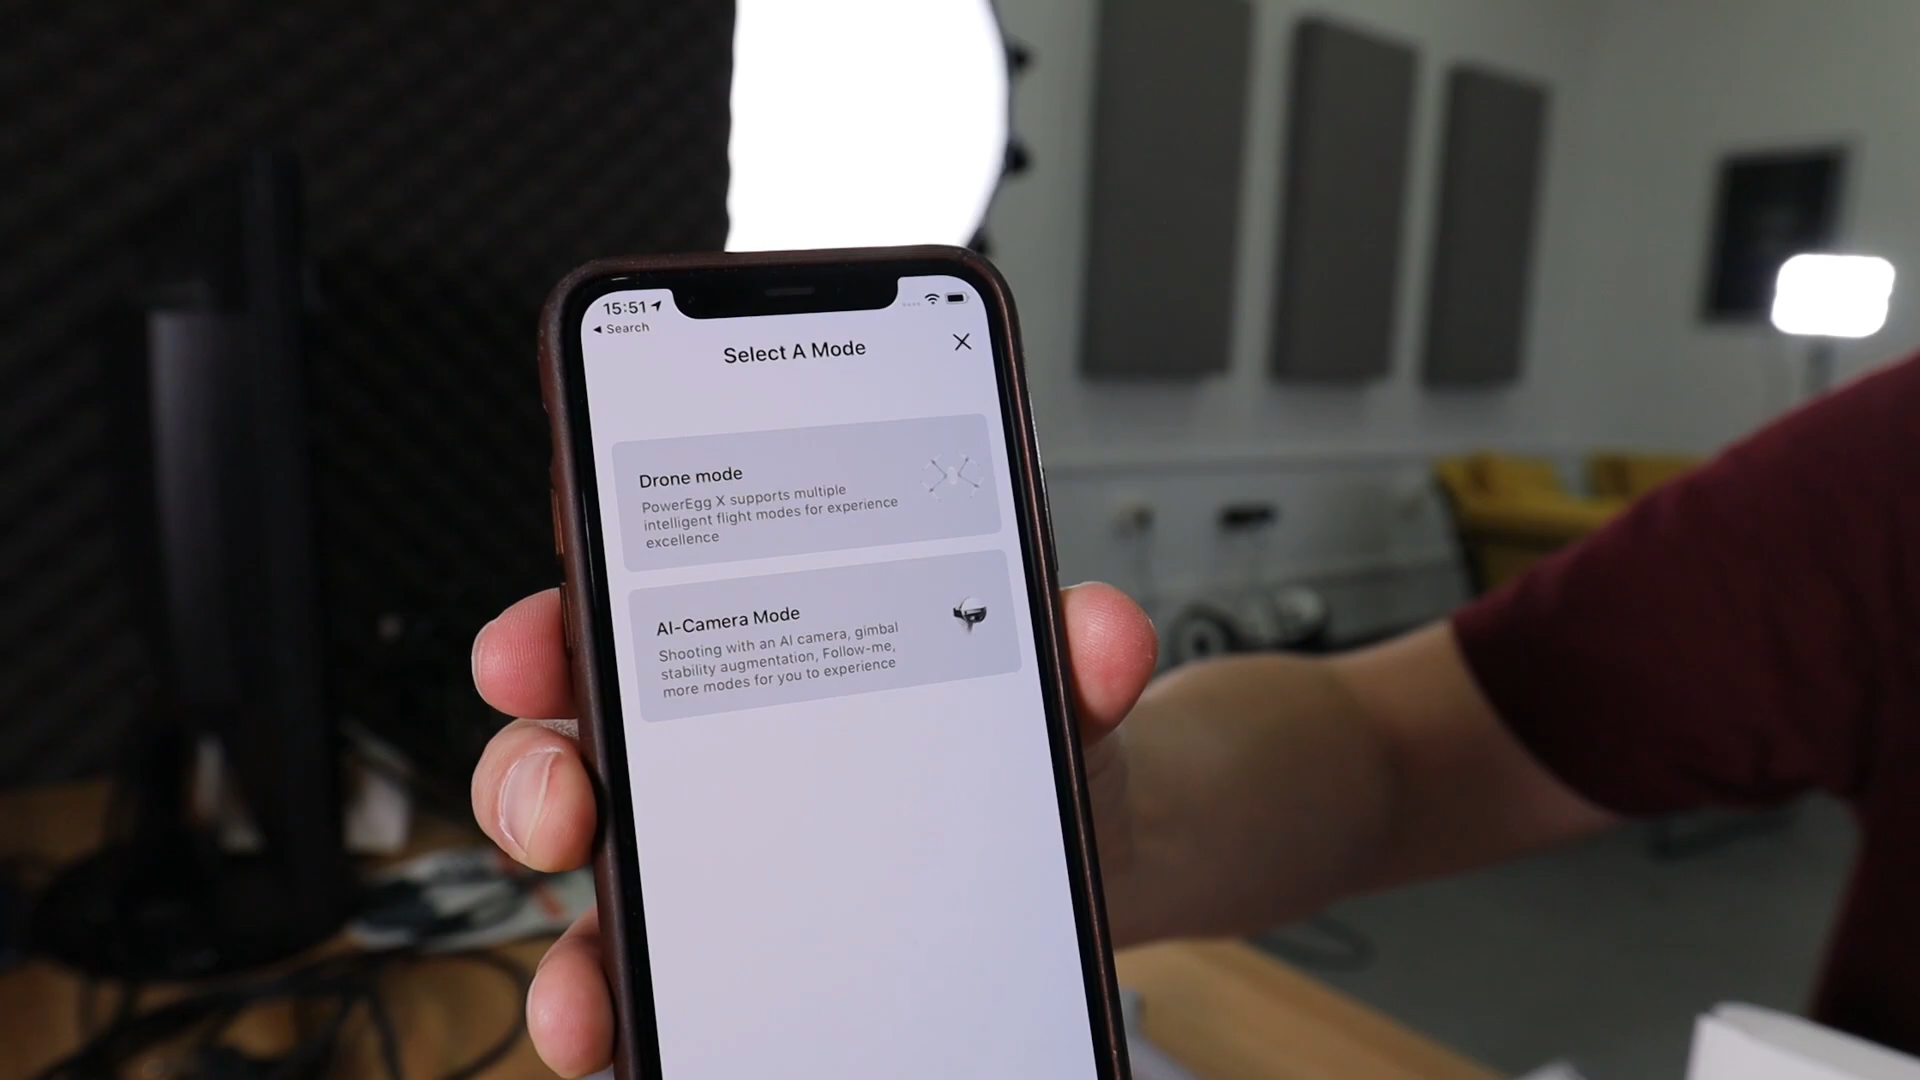 15:51
Search
Select A Mode
Drone mode
PowerEgg X supports multiple
intelligent flight modes for experience
excellence
AI-Camera Mode
Shooting with an AI camera, gimbal
stability augmentation, Follow-me,
more modes for you to experience